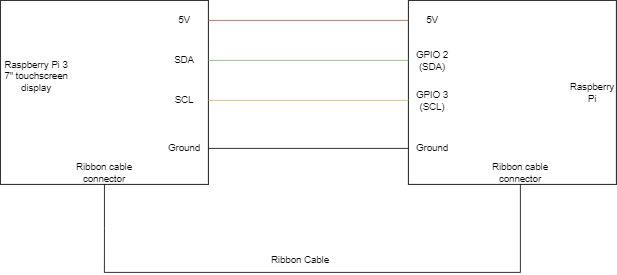 Raspberry Pi 3
7" touchscreen
display
5V
SDA
SCL
Ground
Ribbon cable
connector
5V
GPIO 2
(SDA)
GPIO 3
(SCL)
Ground
Raspberry
Pi
Ribbon cable
connector
Ribbon Cable